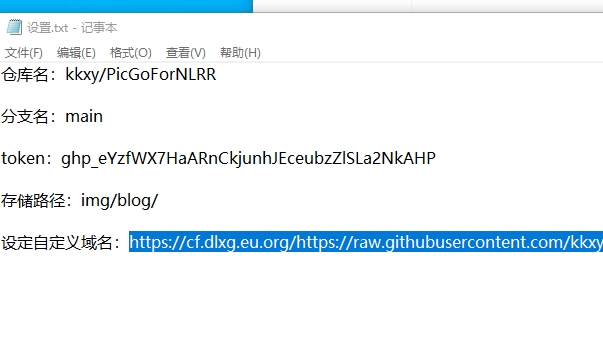 设置.txt - 记事本
文件(F) 编辑(E) 格式(O) 查看(V) 帮助(H)
仓库名：kkxy/PicGoForNLRR
分支名：main
token：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
存储路径：img/blog/
设定自定义域名：https://cf.dlxg.eu.org/https://raw.githubusercontent.com/kkxy